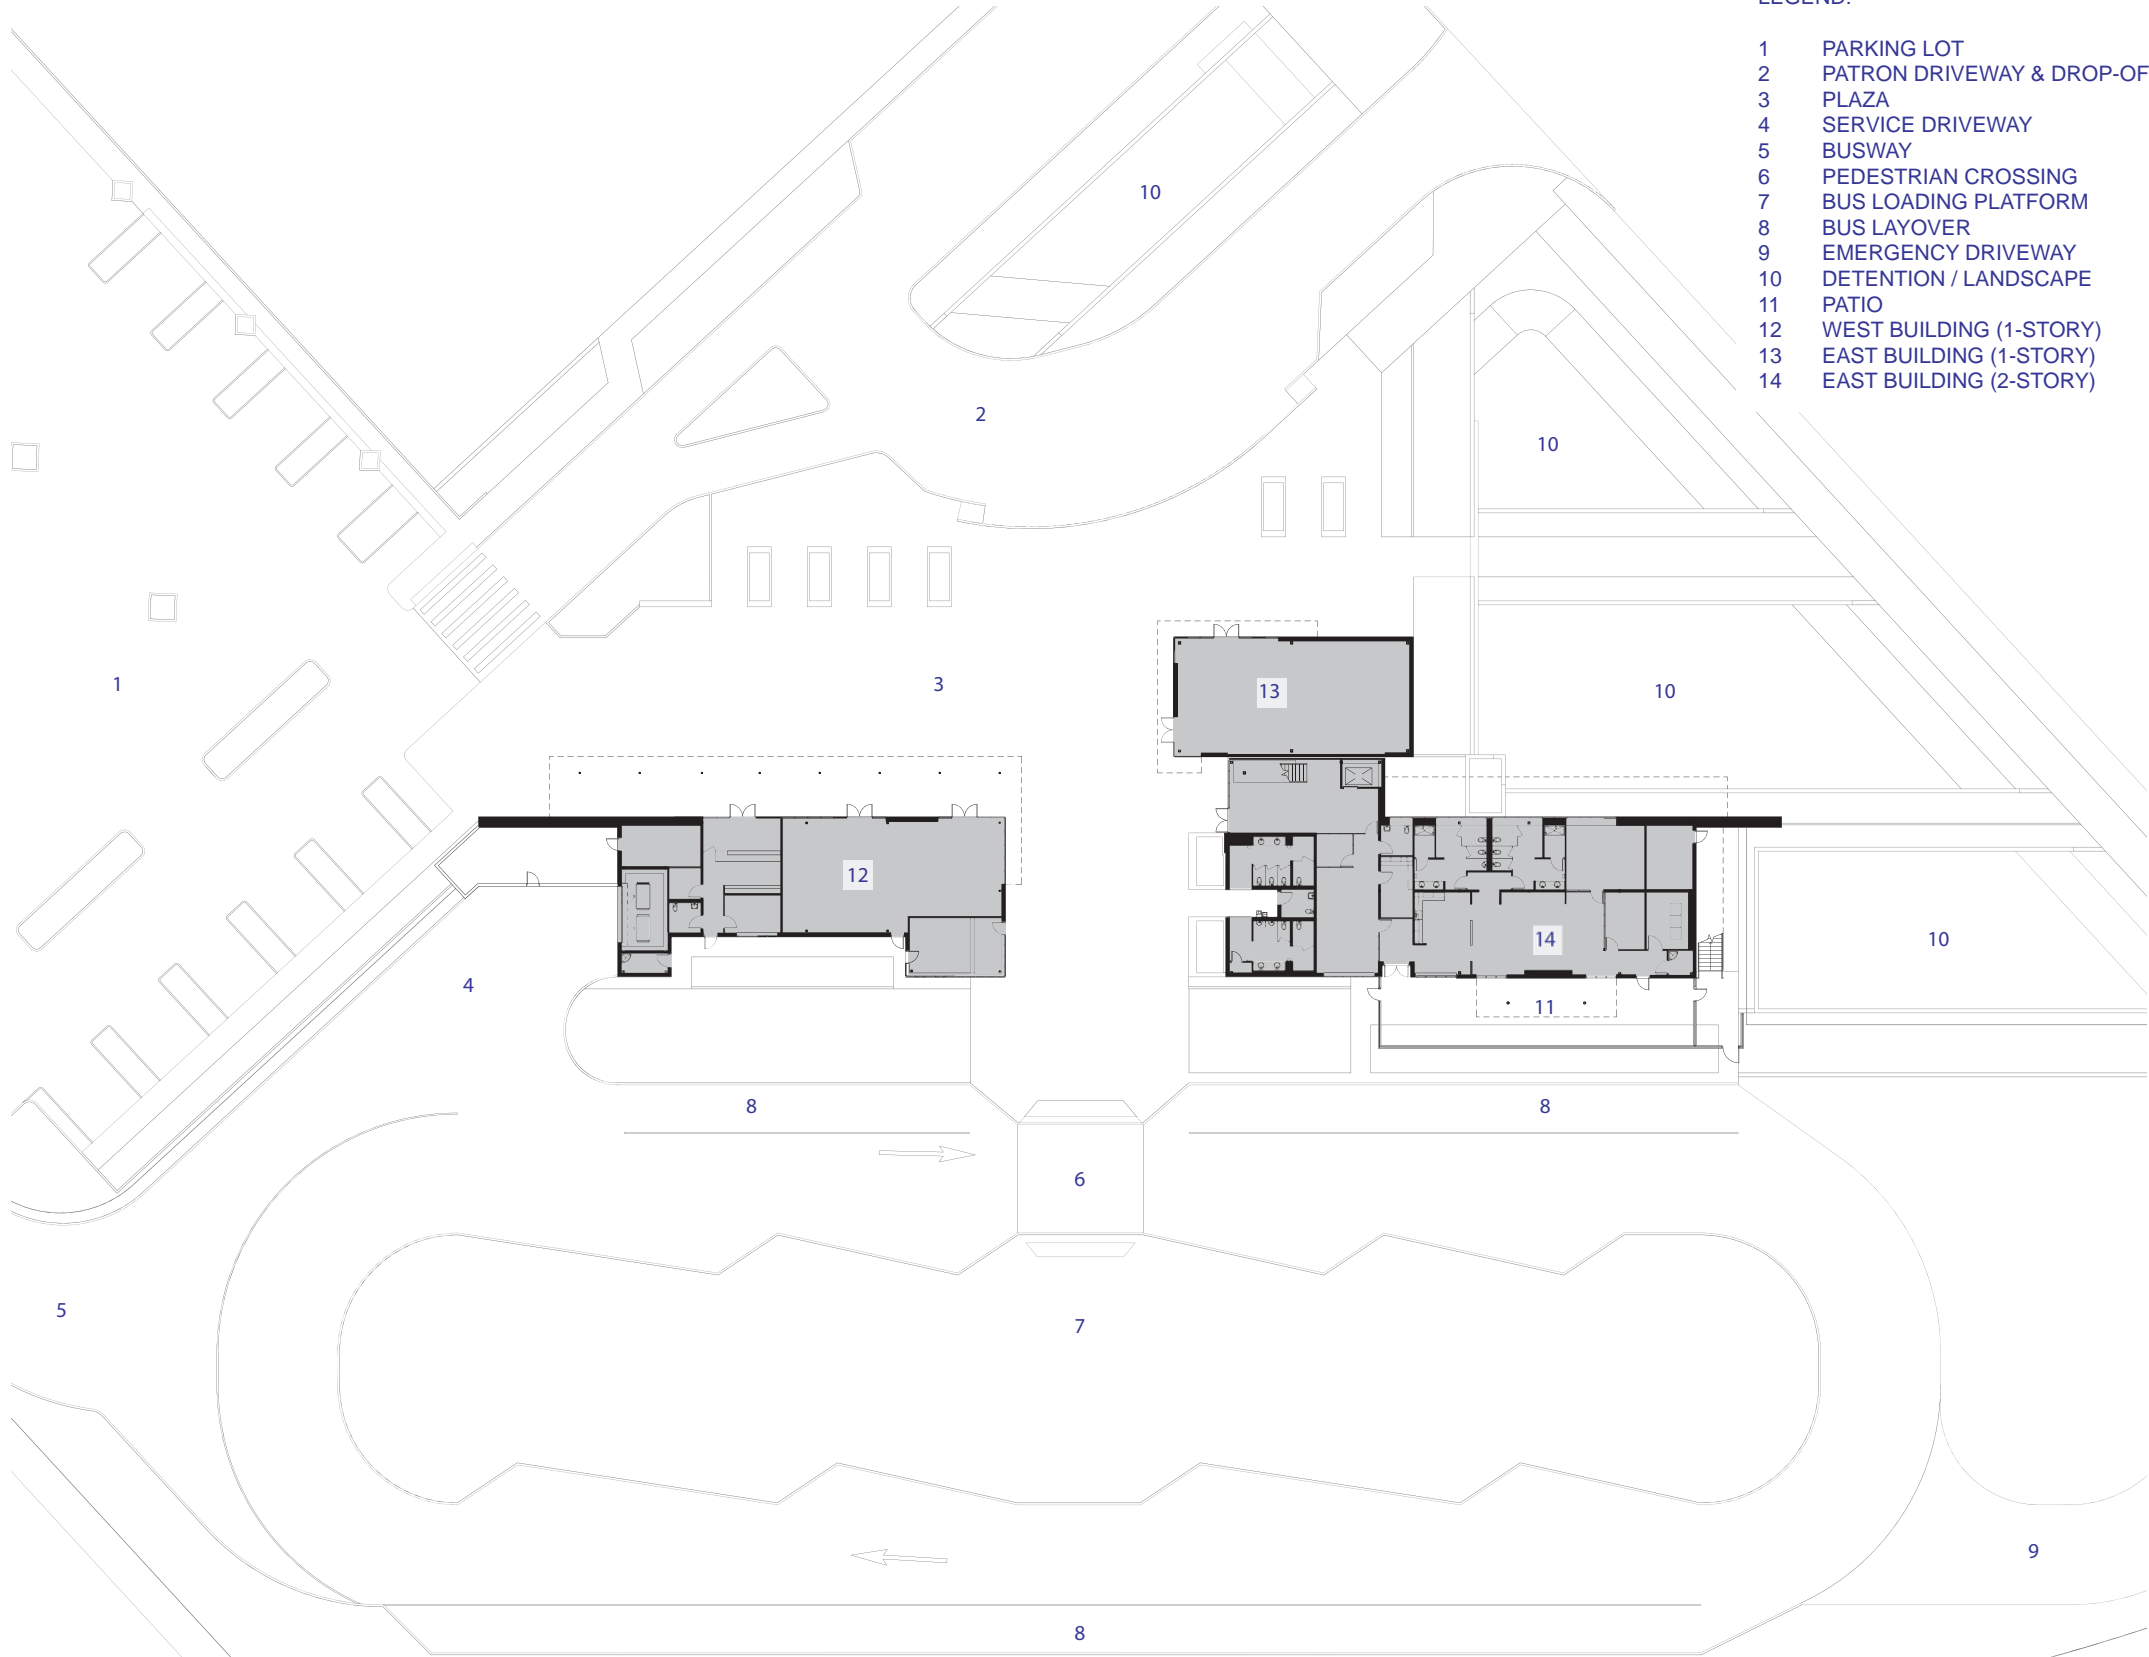 LEGEND:
1 PARKING LOT
2 PATRON DRIVEWAY & DROP-OF
3 PLAZA
4 SERVICE DRIVEWAY
5 BUSWAY
6 PEDESTRIAN CROSSING
7 BUS LOADING PLATFORM
8 BUS LAYOVER
9 EMERGENCY DRIVEWAY
10 DETENTION / LANDSCAPE
11 PATIO
12 WEST BUILDING (1-STORY)
13 EAST BUILDING (1-STORY)
14 EAST BUILDING (2-STORY)
10
2
10
1
3
13
10
12
14
10
4
11
8
8
6
5
7
9
8